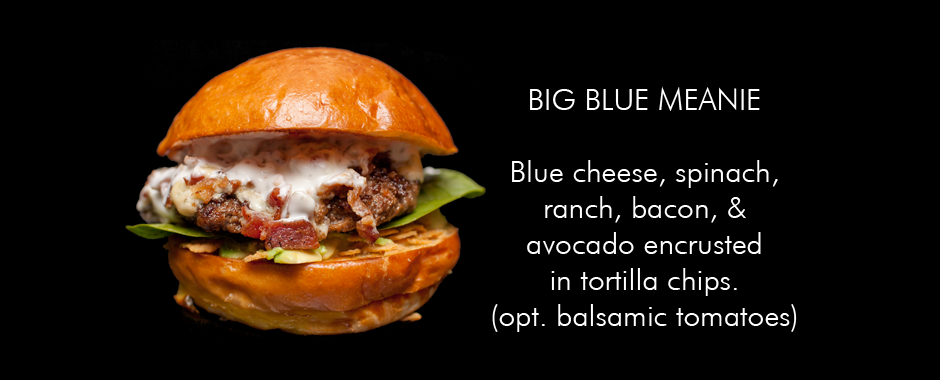 BIG BLUE MEANIE
Blue cheese, spinach,
ranch, bacon, &
avocado encrusted
in tortilla chips.
(opt. balsamic tomatoes)